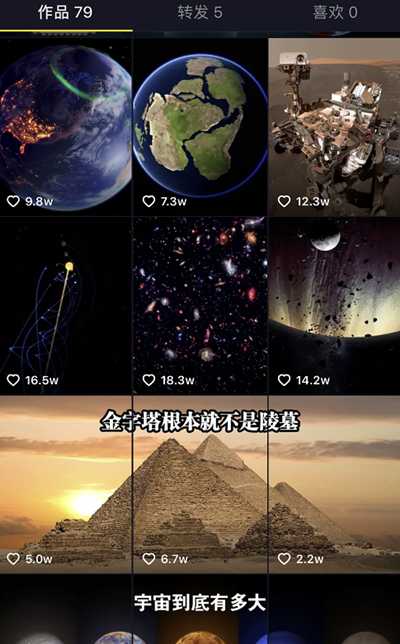 作品 79 转发 5 喜欢 0
9.8w 7.3w 12.3w
16.5w 18.3w 14.2w
金字塔根本就不是陵墓
5.0w 6.7w 2.2w
宇宙到底有多大